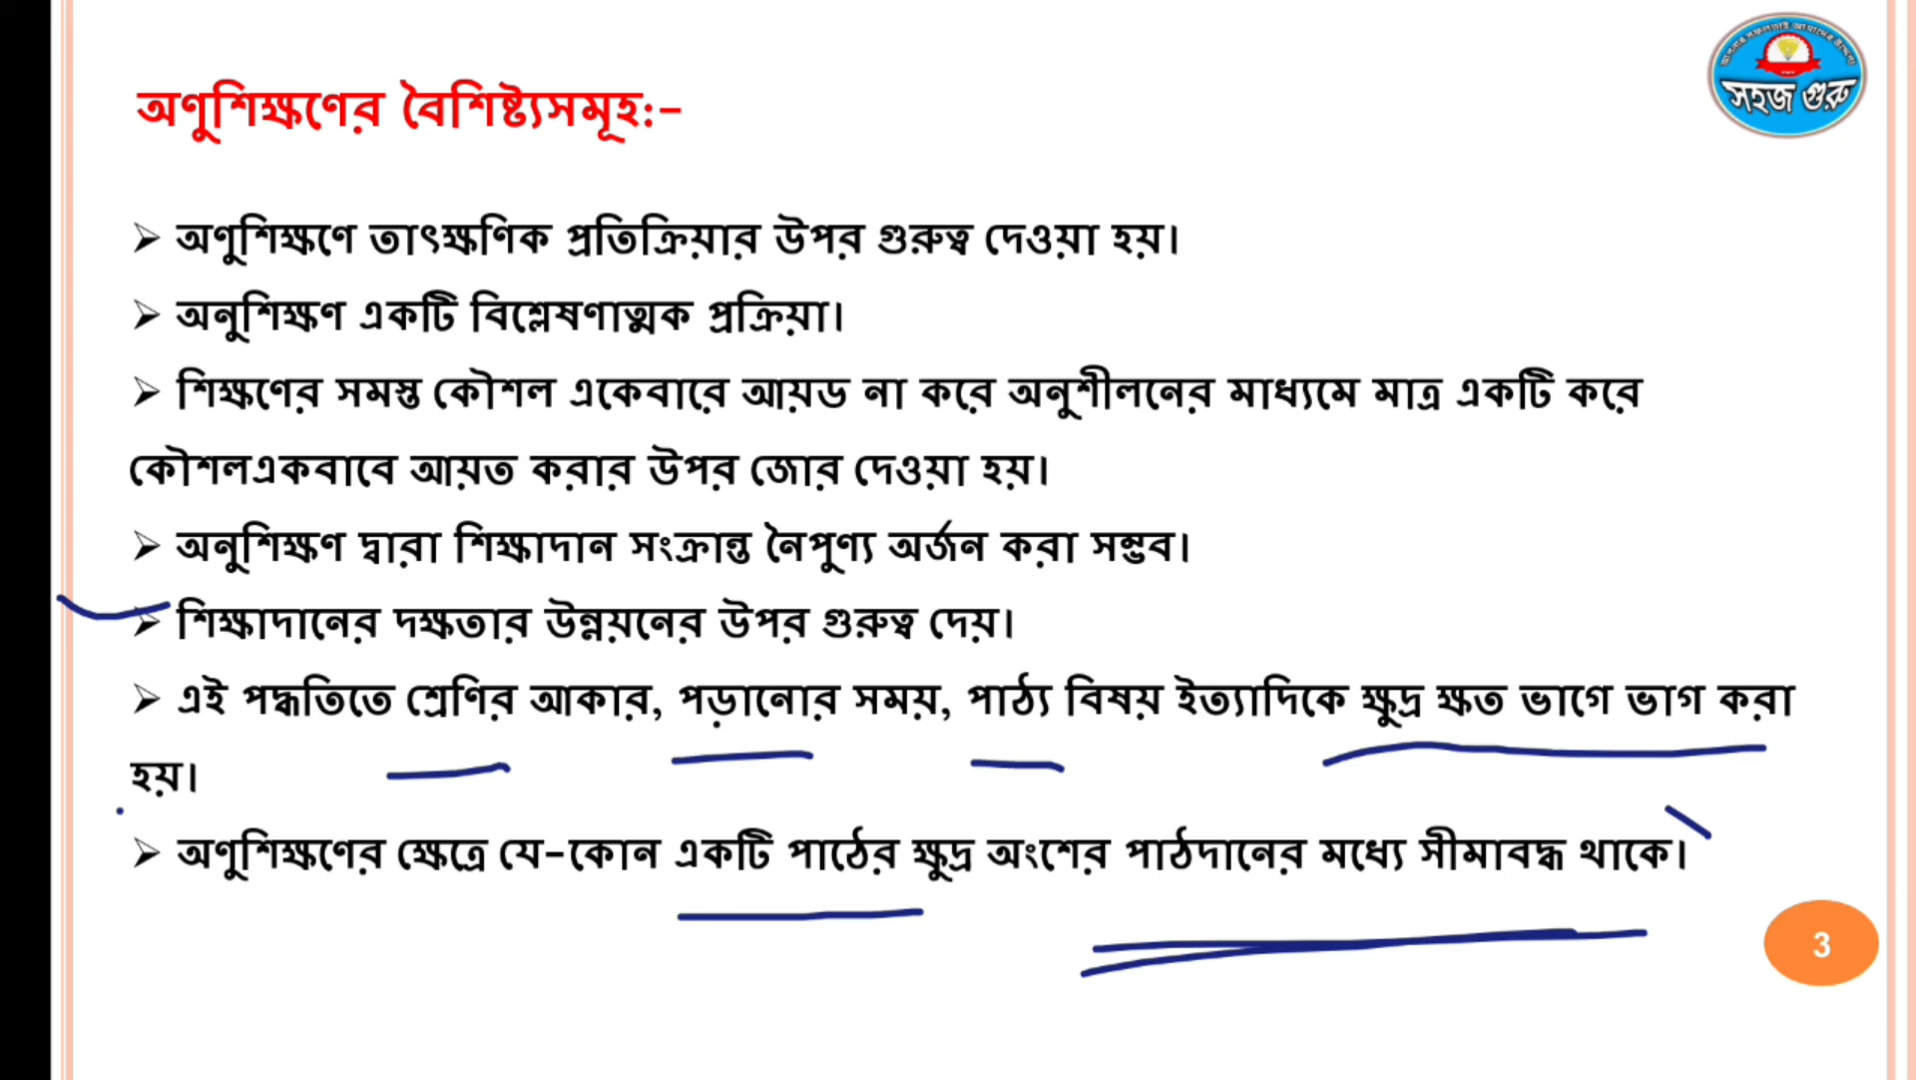 সহজ গুরু
অণুশিক্ষণের বৈশিষ্ট্যসমূহ:-
➢ অণুশিক্ষণে তাৎক্ষণিক প্রতিক্রিয়ার উপর গুরুত্ব দেওয়া হয়।
➢ অনুশিক্ষণ একটি বিশ্লেষণাত্মক প্রক্রিয়া।
➢ শিক্ষণের সমস্ত কৌশল একেবারে আয়ড না করে অনুশীলনের মাধ্যমে মাত্র একটি করে
কৌশলএকবাবে আয়ত করার উপর জোর দেওয়া হয়।
➢ অনুশিক্ষণ দ্বারা শিক্ষাদান সংক্রান্ত নৈপুণ্য অর্জন করা সম্ভব।
➢ শিক্ষাদানের দক্ষতার উন্নয়নের উপর গুরুত্ব দেয়।
➢ এই পদ্ধতিতে শ্রেণির আকার, পড়ানোর সময়, পাঠ্য বিষয় ইত্যাদিকে ক্ষুদ্র ক্ষত ভাগে ভাগ করা
হয়।
➢ অণুশিক্ষণের ক্ষেত্রে যে-কোন একটি পাঠের ক্ষুদ্র অংশের পাঠদানের মধ্যে সীমাবদ্ধ থাকে।
3